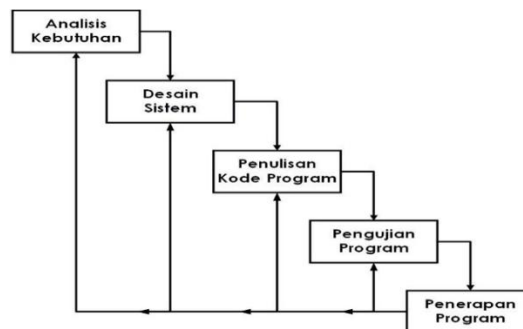 Analisis
Kebutuhan
Desain
Sistem
Penulisan
Kode Program
Pengujian
Program
Penerapan
Program